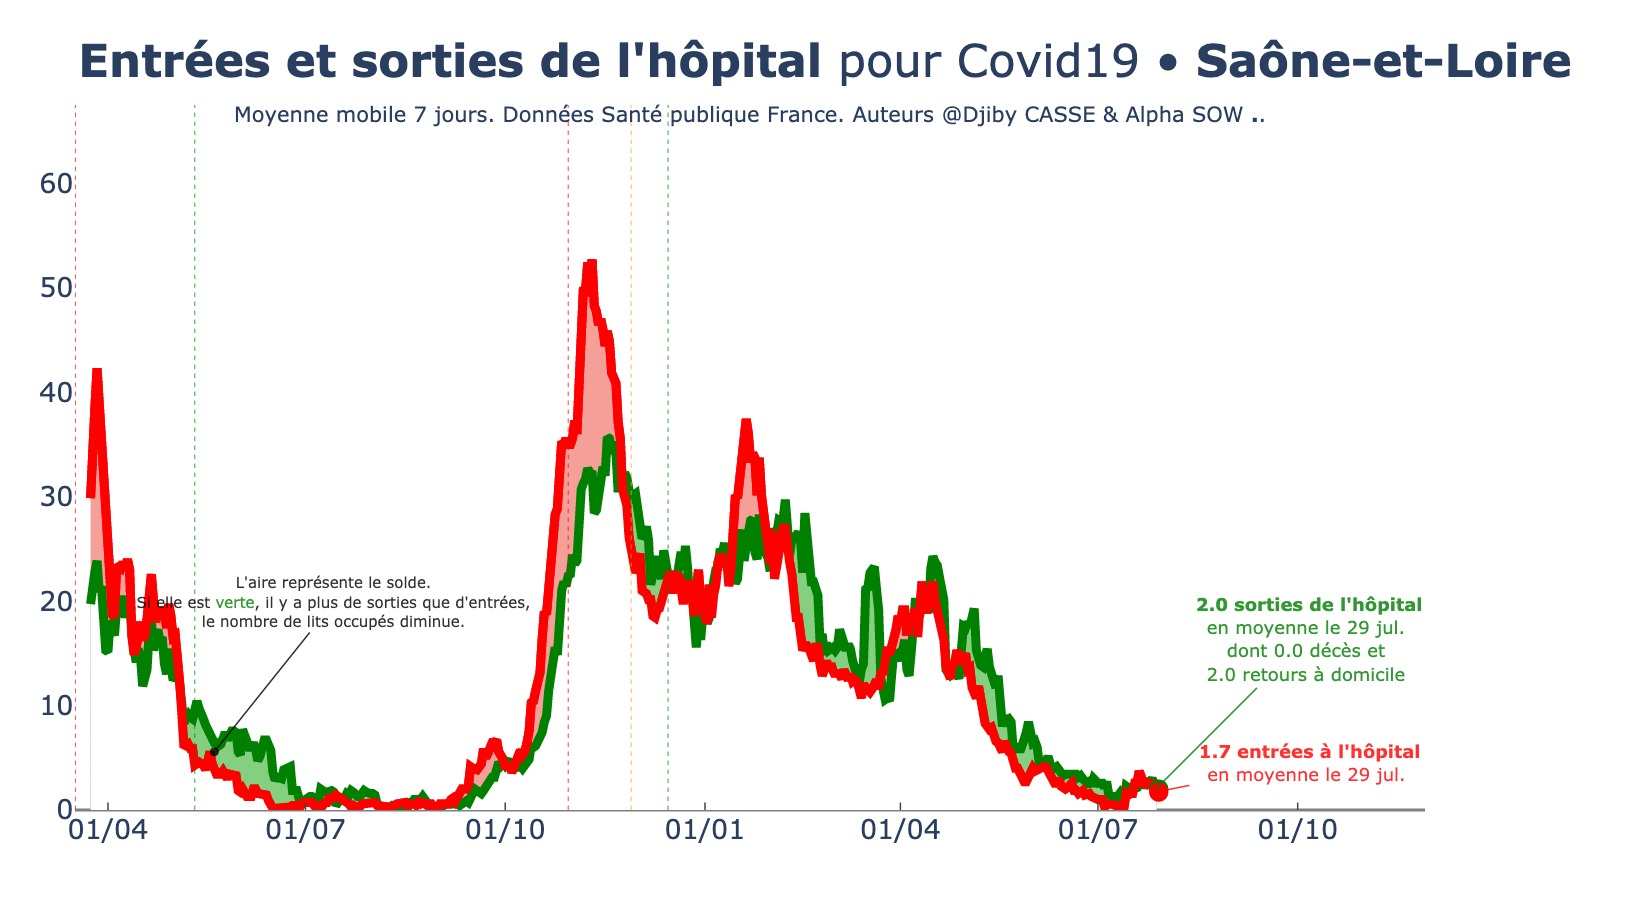 Entrées et sorties de l'hôpital pour Covid19 • Saône-et-Loire
Moyenne mobile 7 jours. Données Santé publique France. Auteurs @Djiby CASSE & Alpha SOW ..
60
50
40
30
20
10
0
L'aire représente le solde.
Si elle est verte, il y a plus de sorties que d'entrées,
le nombre de lits occupés diminue.
2.0 sorties de l'hôpital
en moyenne le 29 jul.
dont 0.0 décès et
2.0 retours à domicile
1.7 entrées à l'hôpital
en moyenne le 29 jul.
01/04 01/07 01/10 01/01 01/04 01/07 01/10